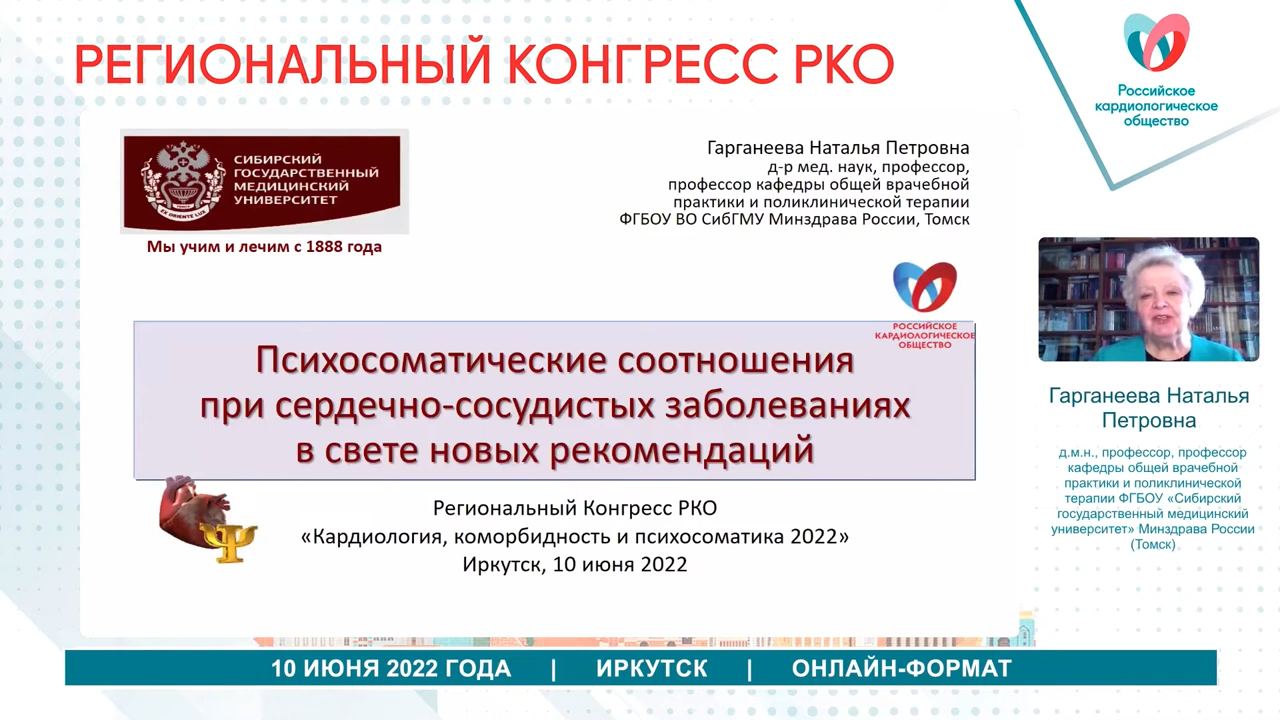 РЕГИОНАЛЬНЫЙ КОНГРЕСС РКО
Российское
кардиологическое
общество
СИБИРСКИЙ
ГОСУДАРСТВЕННЫЙ
МЕДИЦИНСКИЙ
УНИВЕРСИТЕТ
EX ORIENTE LUX
Мы учим и лечим с 1888 года
Гарганеева Наталья Петровна
д-р мед. наук, профессор,
профессор кафедры общей врачебной
практики и поликлинической терапии
ФГБОУ ВО СибГМУ Минздрава России, Томск
РОССИЙСКОЕ
КАРДИОЛОГИЧЕСКОЕ
ОБЩЕСТВО
Психосоматические соотношения
при сердечно-сосудистых заболеваниях
в свете новых рекомендаций
Региональный Конгресс РКО
«Кардиология, коморбидность и психосоматика 2022»
Иркутск, 10 июня 2022
Гарганеева Наталья
Петровна
д.м.н., профессор, профессор
кафедры общей врачебной
практики и поликлинической
терапии ФГБОУ «Сибирский
государственный медицинский
университет» Минздрава России
(Томск)
10 ИЮНЯ 2022 ГОДА | ИРКУТСК | ОНЛАЙН-ФОРМАТ